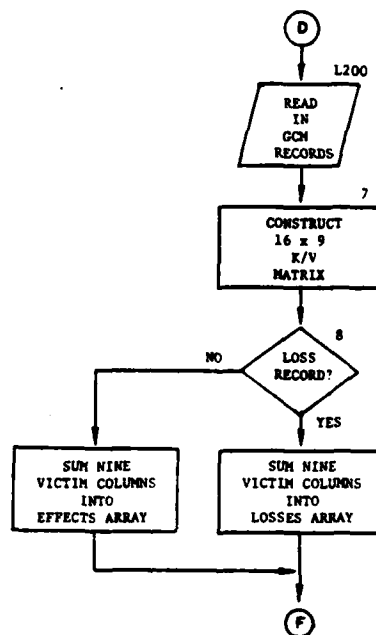 D
L200
READ
IN
GCM
RECORDS
7
CONSTRUCT
16 x 9
K/V
MATRIX
8
NO
LOSS
RECORD?
YES
SUM NINE
VICTIM COLUMNS
INTO
EFFECTS ARRAY
SUM NINE
VICTIM COLUMNS
INTO
LOSSES ARRAY
F